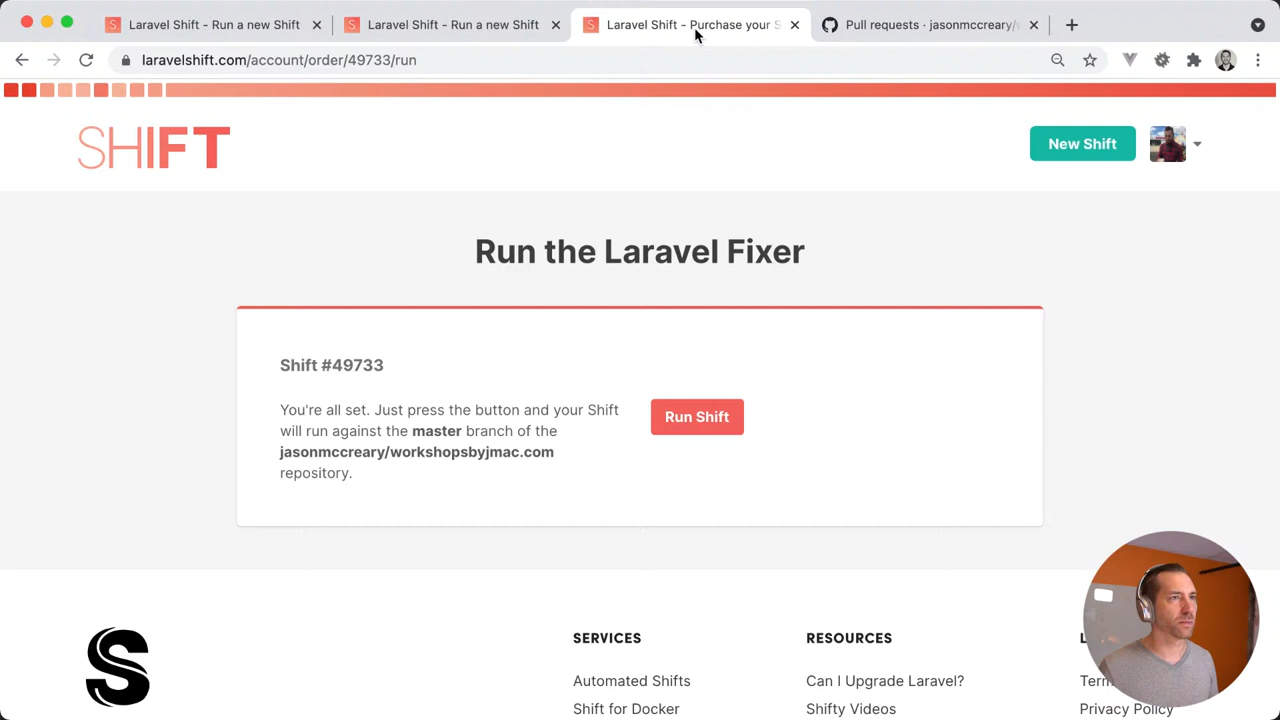 Laravel Shift - Run a new Shift
Laravel Shift - Run a new Shift
Laravel Shift - Purchase your S
Pull requests · jasonmccreary/
laravelshift.com/account/order/49733/run
SHIFT
New Shift
Run the Laravel Fixer
Shift #49733
You're all set. Just press the button and your Shift
will run against the master branch of the
jasonmccreary/workshopsbyjmac.com
repository.
Run Shift
SERVICES
Automated Shifts
Shift for Docker
RESOURCES
Can I Upgrade Laravel?
Shifty Videos
Privacy Policy